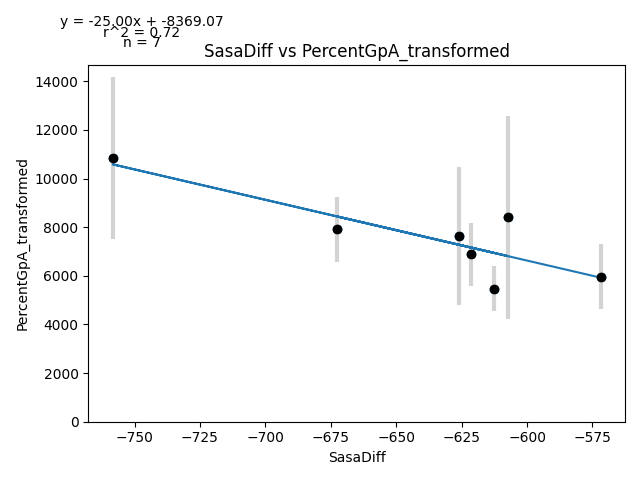 y = -25.00x + -8369.07
r^2 = 0.72
n = 7
SasaDiff vs PercentGpA_transformed
PercentGpA_transformed
14000
12000
10000
8000
6000
4000
2000
0
−750
−725
−700
−675
−650
−625
−600
−575
SasaDiff